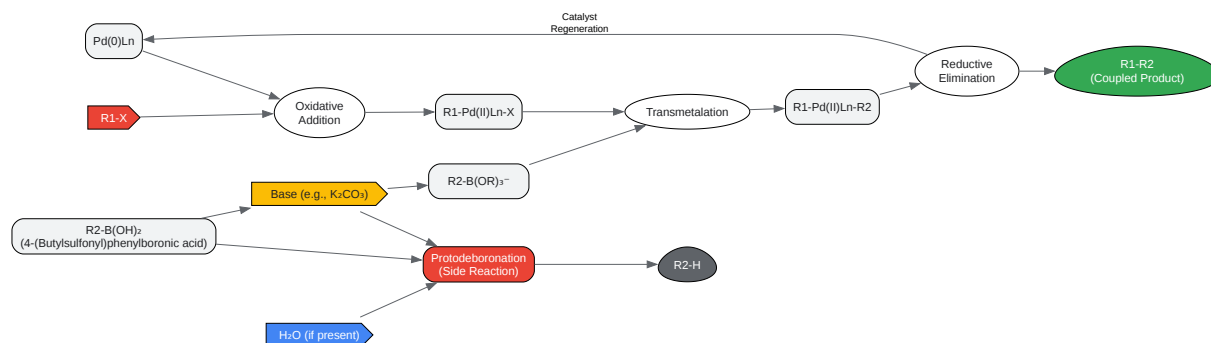 Catalyst
Regeneration
Pd(0)Ln
Reductive
Elimination
R1-R2
(Coupled Product)
R1-X
Oxidative
Addition
R1-Pd(II)Ln-X
Transmetalation
R1-Pd(II)Ln-R2
R2-B(OR)₃⁻
Base (e.g., K₂CO₃)
R2-B(OH)₂
(4-(Butylsulfonyl)phenylboronic acid)
Protodeboronation
(Side Reaction)
R2-H
H₂O (if present)